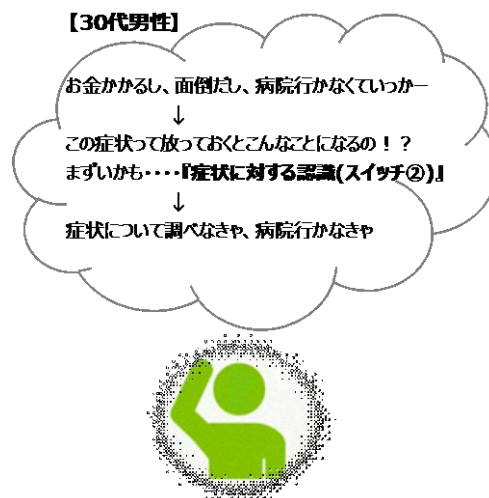 【30代男性】
お金かかるし、面倒だし、病院行かなくていっかー
↓
この症状って放っておくとこんなことになるの！？
まずいかも・・・・『症状に対する認識(スイッチ②)』
↓
症状について調べなきゃ、病院行かなきゃ